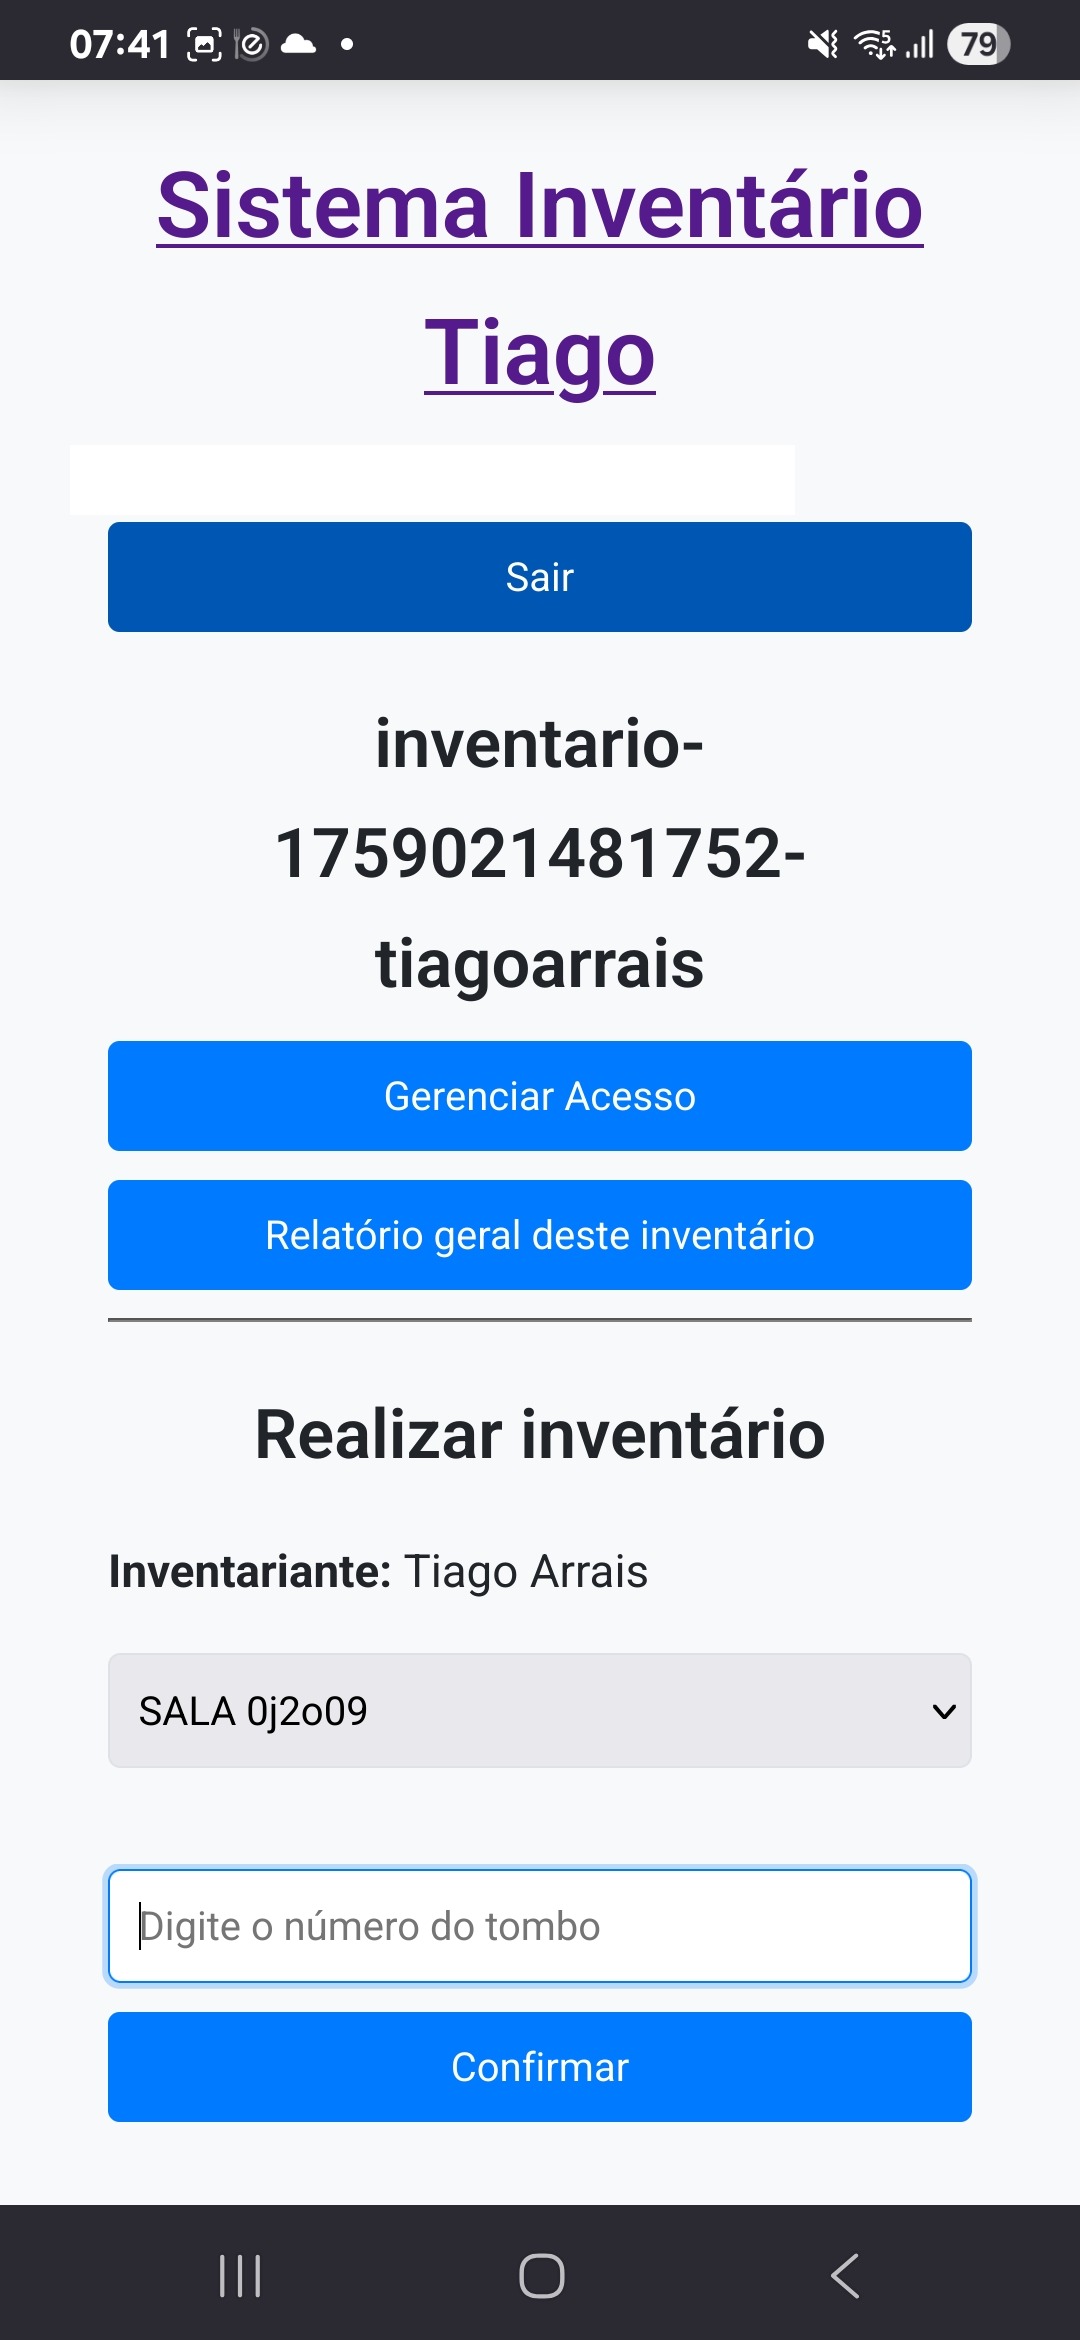 07:41
5
79
Sistema Inventário
Tiago
Sair
inventario-
1759021481752-
tiagoarrais
Gerenciar Acesso
Relatório geral deste inventário
Realizar inventário
Inventariante: Tiago Arrais
SALA 0j2o09
Digite o número do tombo
Confirmar